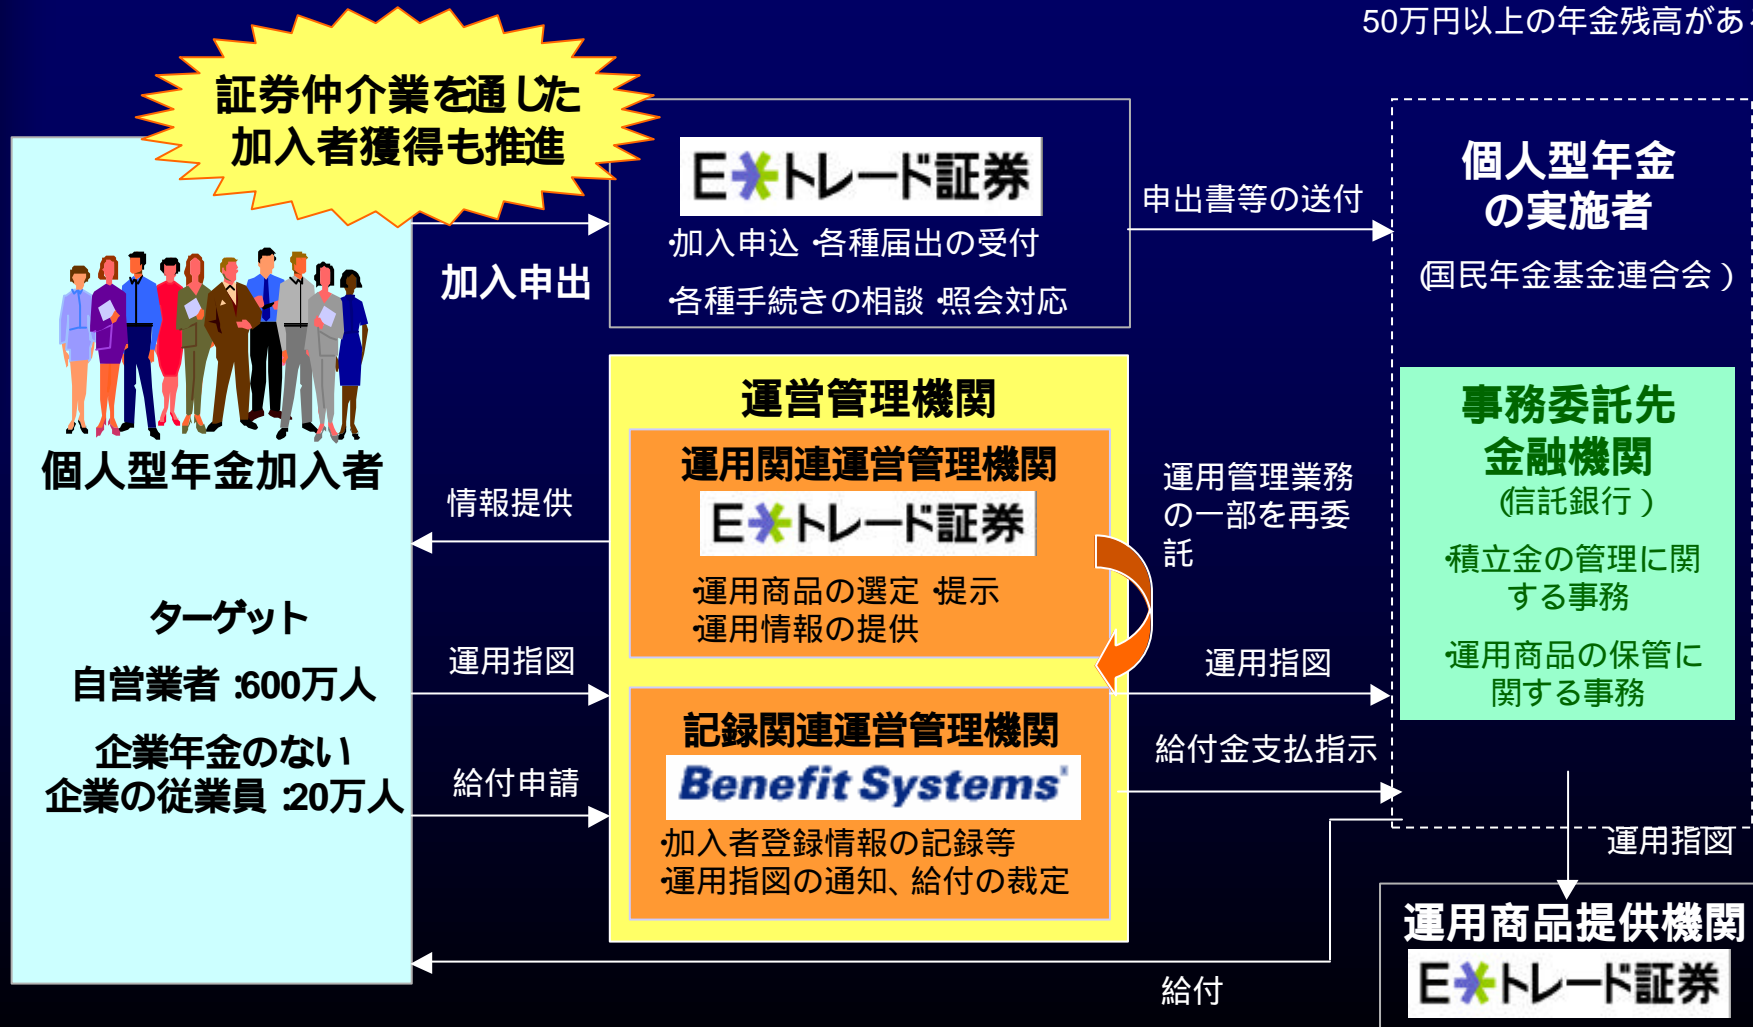 50万円以上の年金残高があ
証券仲介業を通じた
加入者獲得も推進
Eトレード証券
・加入申込・各種届出の受付
・各種手続きの相談・照会対応
加入申出
申出書等の送付
個人型年金
の実施者
(国民年金基金連合会)
個人型年金加入者
ターゲット
自営業者:600万人
企業年金のない
企業の従業員:20万人
情報提供
運用指図
給付申請
運営管理機関
運用関連運営管理機関
Eトレード証券
・運用商品の選定・提示
・運用情報の提供
記録関連運営管理機関
Benefit Systems
・加入者登録情報の記録等
・運用指図の通知、給付の裁定
運用管理業務
の一部を再委
託
運用指図
給付金支払指示
事務委託先
金融機関
(信託銀行)
・積立金の管理に関
する事務
・運用商品の保管に
関する事務
運用指図
運用商品提供機関
Eトレード証券
給付